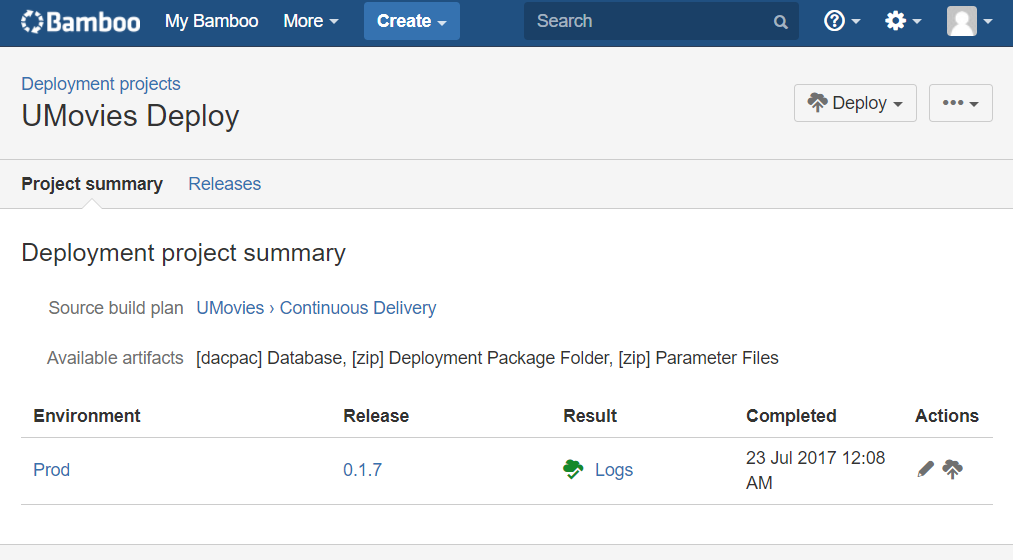 Bamboo My Bamboo More Create Search
Deployment projects
UMovies Deploy
Deploy
Project summary Releases
Deployment project summary
Source build plan UMovies › Continuous Delivery
Available artifacts [dacpac] Database, [zip] Deployment Package Folder, [zip] Parameter Files
Environment Release Result Completed Actions
Prod 0.1.7 Logs 23 Jul 2017 12:08
AM